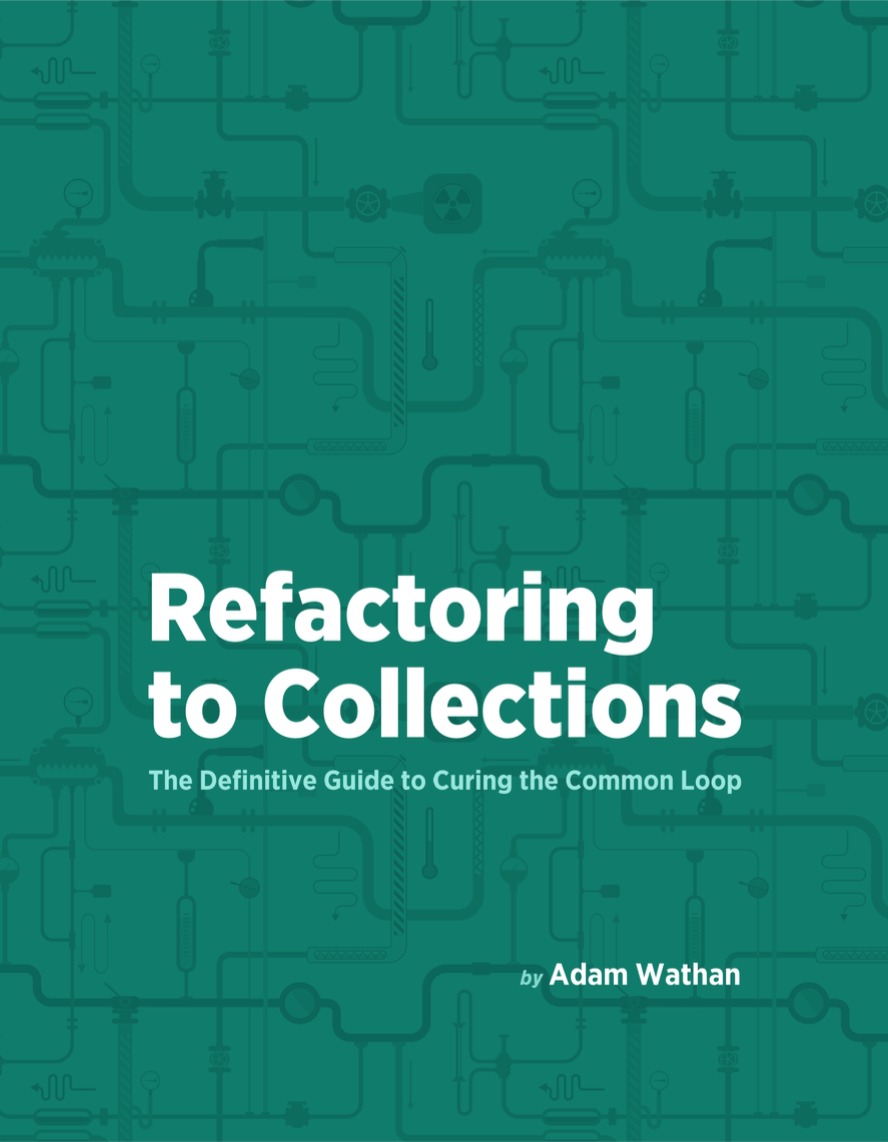 Refactoring
to Collections
The Definitive Guide to Curing the Common Loop
by Adam Wathan